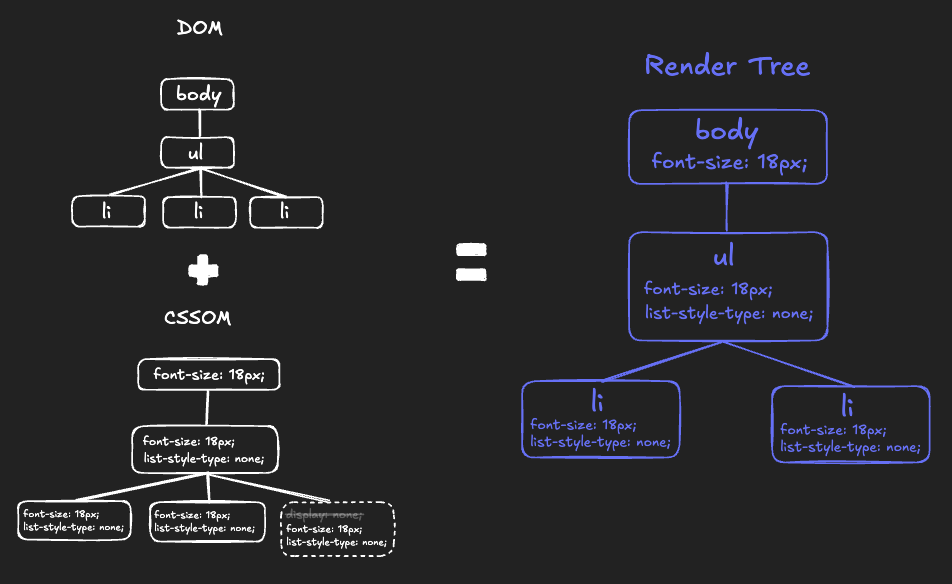 DOM
body
ul
li
li
li
CSSOM
font-size: 18px;
font-size: 18px;
list-style-type: none;
font-size: 18px;
list-style-type: none;
font-size: 18px;
list-style-type: none;
display: none;
font-size: 18px;
list-style-type: none;
Render Tree
body
font-size: 18px;
ul
font-size: 18px;
list-style-type: none;
li
font-size: 18px;
list-style-type: none;
li
font-size: 18px;
list-style-type: none;